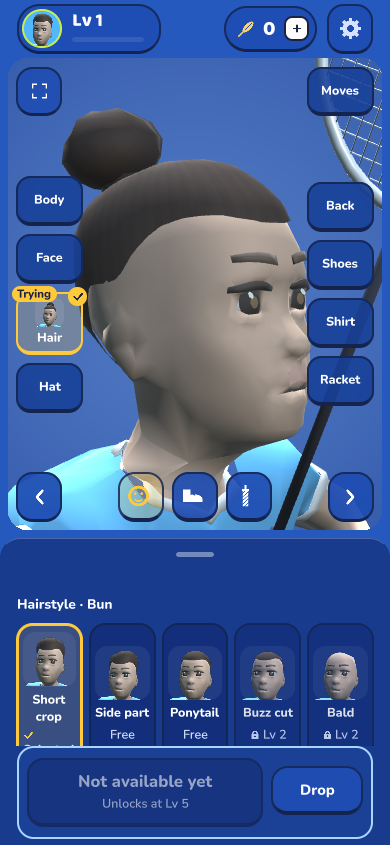 Lv 1
0
+
Moves
Body
Back
Face
Shoes
Trying
Hair
Shirt
Hat
Racket
Hairstyle · Bun
Short crop
Side part
Ponytail
Buzz cut
Bald
Free
Free
Lv 2
Lv 2
Not available yet
Unlocks at Lv 5
Drop